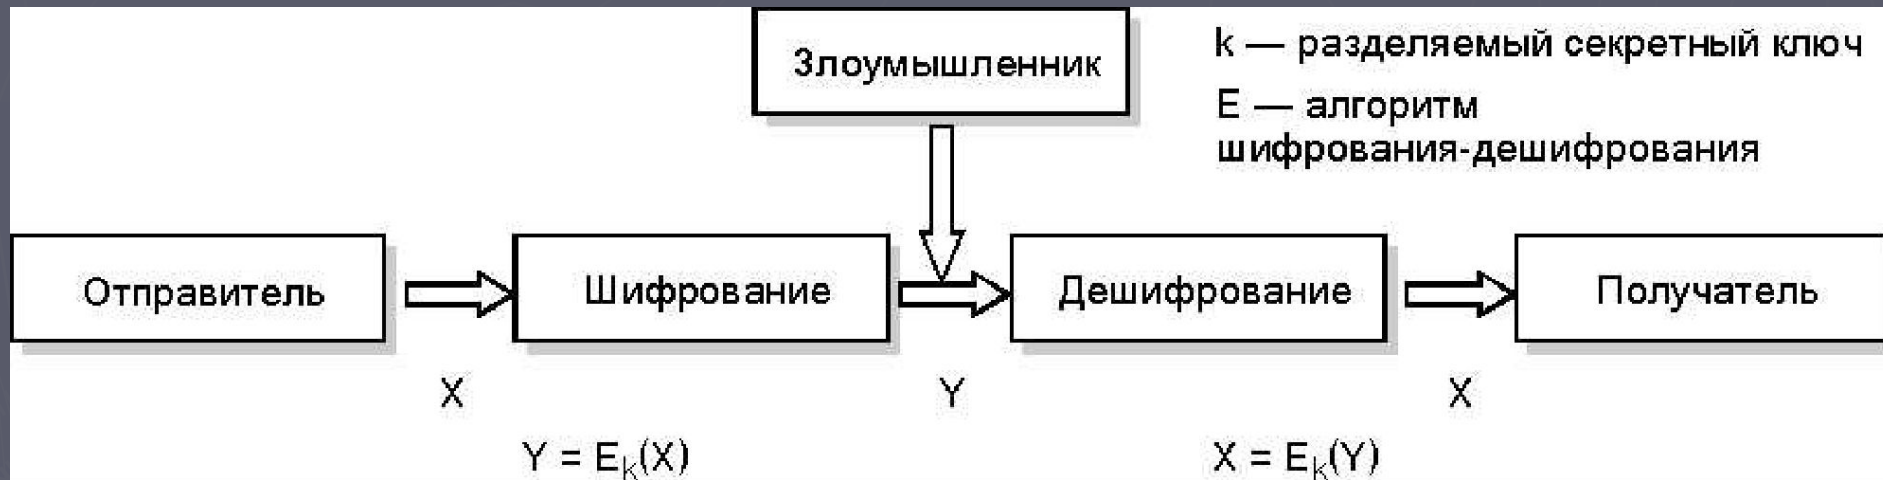 Злоумышленник
k — разделяемый секретный ключ
E — алгоритм
шифрования-дешифрования
Отправитель
Шифрование
Дешифрование
Получатель
X
Y
X
Y = Ek(X)
X = Ek(Y)